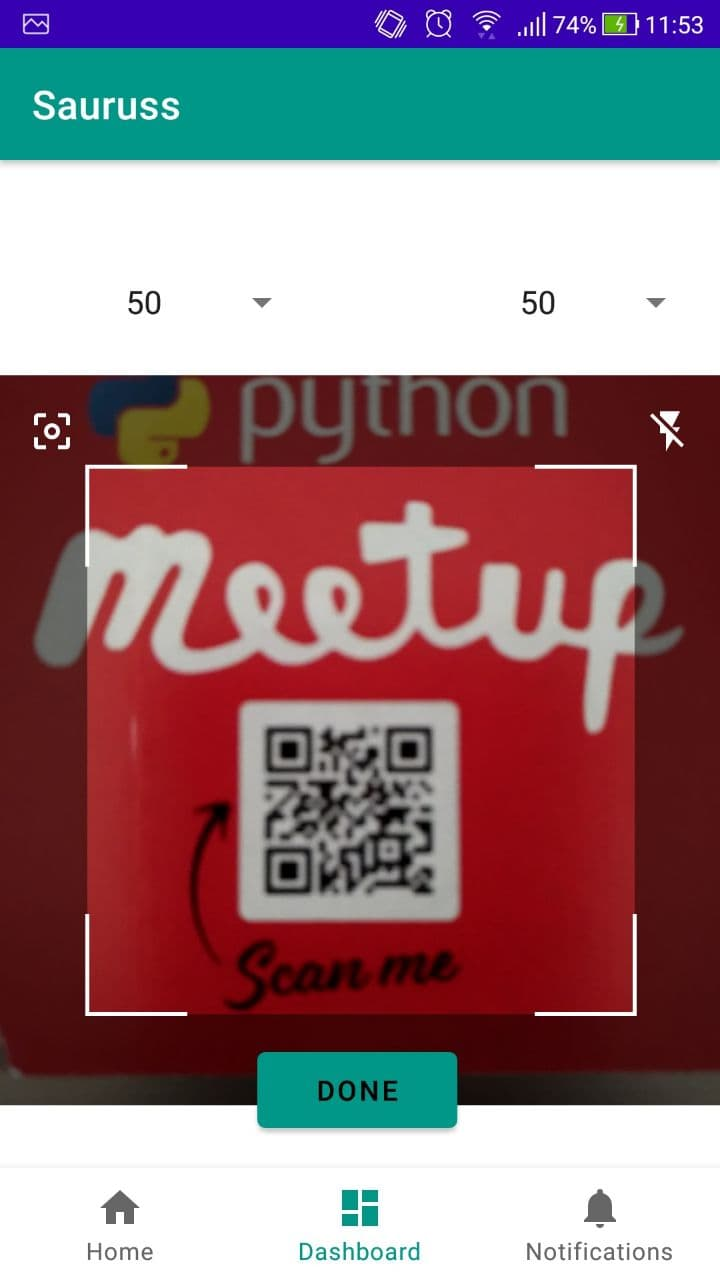 74% 11:53
Sauruss
50 50
python
meetup
Scan me
DONE
Home Dashboard Notifications